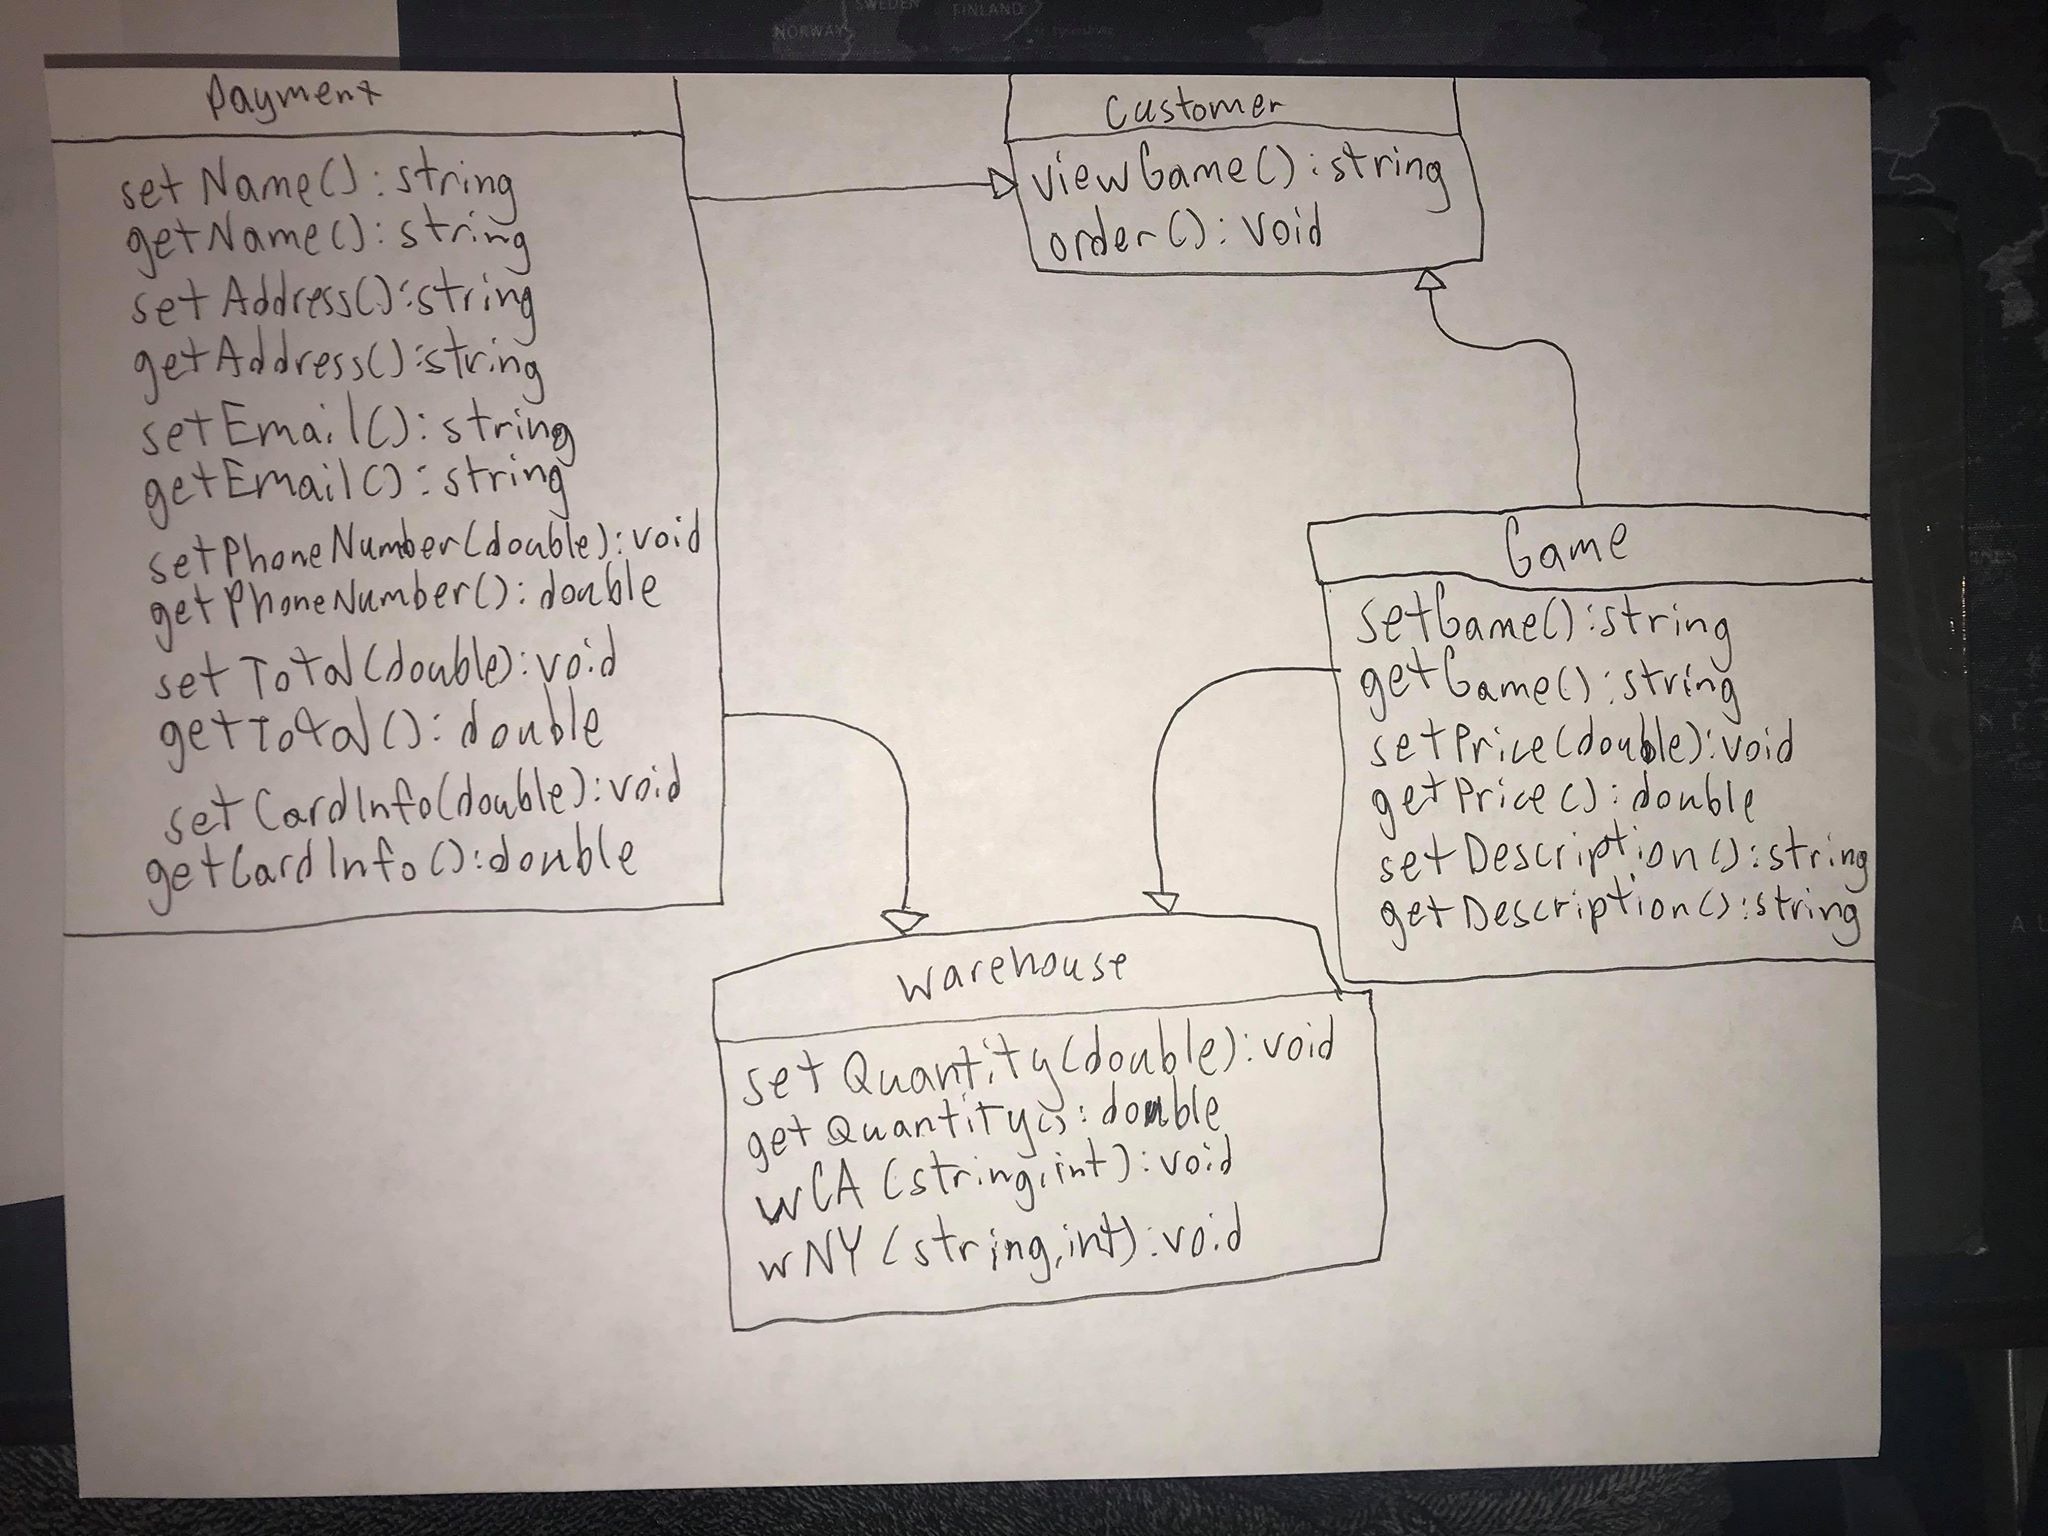 NORWAY
SWEDEN
FINLAND
Payment
setName():string
getName():string
setAddress():string
getAddress():string
setEmail():string
getEmail():string
setPhoneNumber(double):void
getPhoneNumber():double
setTotal(double):void
getTotal():double
setCardInfo(double):void
getCardInfo():double
Customer
viewGame():string
order():void
Game
setGame():string
getGame():string
setPrice(double):void
getPrice():double
setDescription():string
getDescription():string
warehouse
setQuantity(double):void
getQuantity():double
wCA(string,int):void
wNY(string,int):void